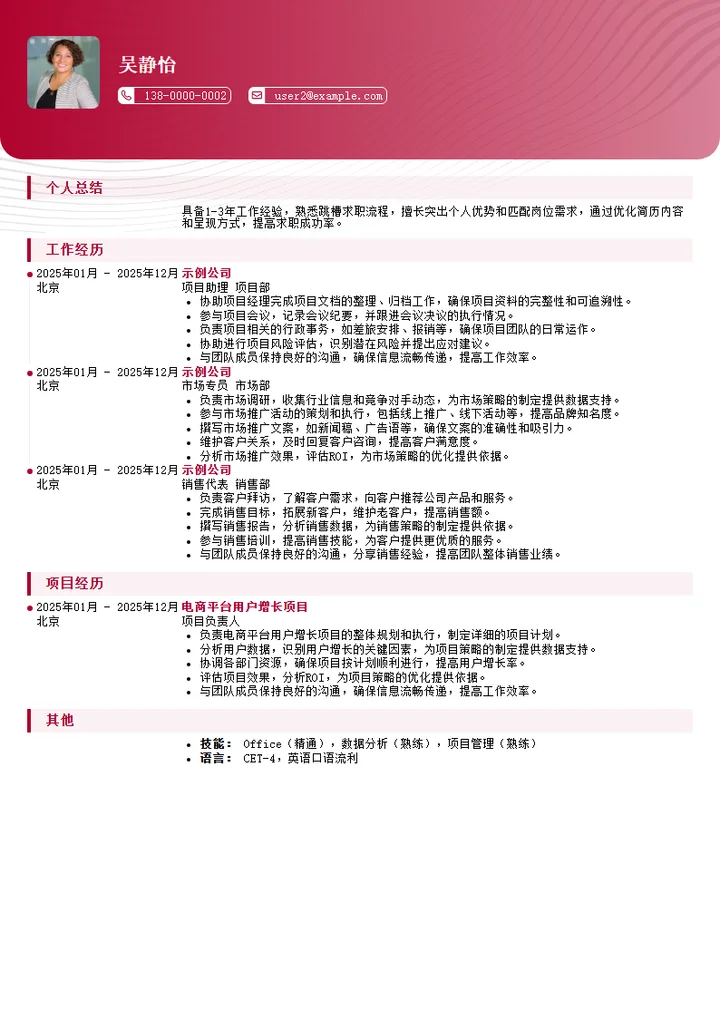 吴静怡
138-0000-0002
user2@example.com
个人总结
具备1-3年工作经验，熟悉跳槽求职流程，擅长突出个人优势和匹配岗位需求，通过优化简历内容
和呈现方式，提高求职成功率。
工作经历
2025年01月 - 2025年12月 示例公司
北京 项目助理 项目部
• 协助项目经理完成项目文档的整理、归档工作，确保项目资料的完整性和可追溯性。
• 参与项目会议，记录会议纪要，并跟进会议决议的执行情况。
• 负责项目相关的行政事务，如差旅安排、报销等，确保项目团队的日常运作。
• 协助进行项目风险评估，识别潜在风险并提出应对建议。
• 与团队成员保持良好的沟通，确保信息流畅传递，提高工作效率。
2025年01月 - 2025年12月 示例公司
北京 市场专员 市场部
• 负责市场调研，收集行业信息和竞争对手动态，为市场策略的制定提供数据支持。
• 参与市场推广活动的策划和执行，包括线上推广、线下活动等，提高品牌知名度。
• 撰写市场推广文案，如新闻稿、广告语等，确保文案的准确性和吸引力。
• 维护客户关系，及时回复客户咨询，提高客户满意度。
• 分析市场推广效果，评估ROI，为市场策略的优化提供依据。
2025年01月 - 2025年12月 示例公司
北京 销售代表 销售部
• 负责客户拜访，了解客户需求，向客户推荐公司产品和服务。
• 完成销售目标，拓展新客户，维护老客户，提高销售额。
• 撰写销售报告，分析销售数据，为销售策略的制定提供依据。
• 参与销售培训，提高销售技能，为客户提供更优质的服务。
• 与团队成员保持良好的沟通，分享销售经验，提高团队整体销售业绩。
项目经历
2025年01月 - 2025年12月 电商平台用户增长项目
北京 项目负责人
• 负责电商平台用户增长项目的整体规划和执行，制定详细的项目计划。
• 分析用户数据，识别用户增长的关键因素，为项目策略的制定提供数据支持。
• 协调各部门资源，确保项目按计划顺利进行，提高用户增长率。
• 评估项目效果，分析ROI，为项目策略的优化提供依据。
• 与团队成员保持良好的沟通，确保信息流畅传递，提高工作效率。
其他
• 技能： Office（精通），数据分析（熟练），项目管理（熟练）
• 语言： CET-4，英语口语流利